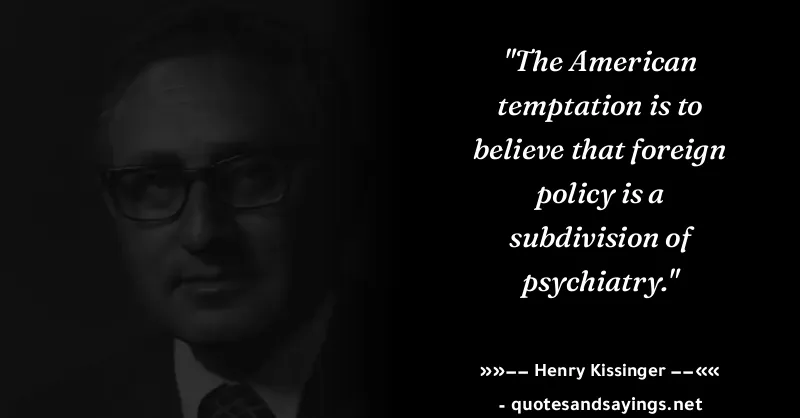 "The American
temptation is to
believe that foreign
policy is a
subdivision of
psychiatry."
»»–– Henry Kissinger ––««
- quotesandsayings.net